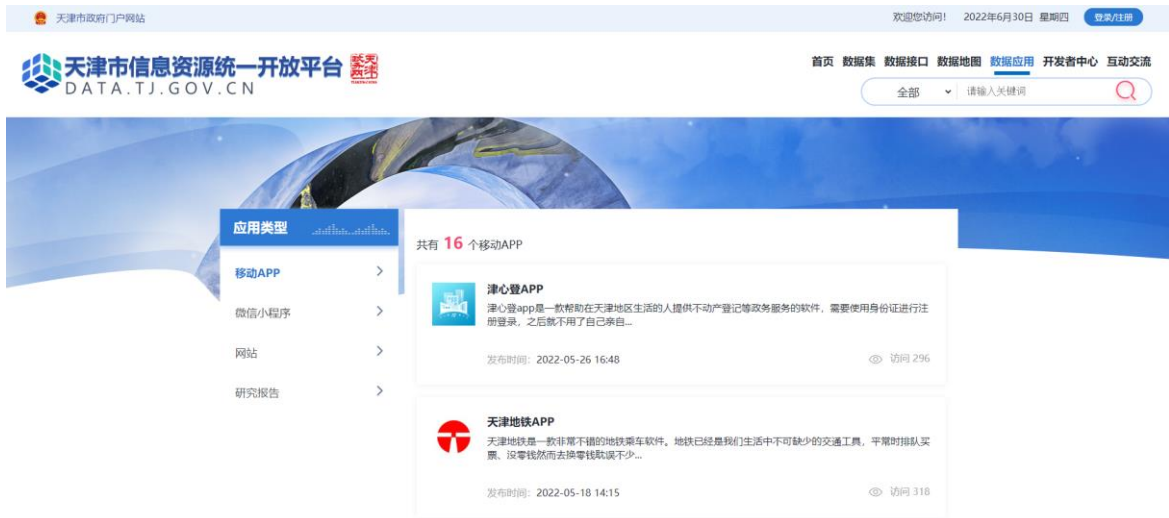 天津市政府门户网站
欢迎您访问! 2022年6月30日 星期四 登录/注册
天津市信息资源统一开放平台
DATA.TJ.GOV.CN
首页 数据集 数据接口 数据地图 数据应用 开发者中心 互动交流
全部 请输入关键词
应用类型
移动APP
微信小程序
网站
研究报告
共有 16 个移动APP
津心登APP
津心登app是一款帮助在天津地区生活的人提供不动产登记等政务服务的软件，需要使用身份证进行注
册登录，之后就不用了自己亲自...
发布时间：2022-05-26 16:48
访问 296
天津地铁APP
天津地铁是一款非常不错的地铁乘车软件。地铁已经是我们生活中不可缺少的交通工具，平常时排队买
票、没零钱然而去换零钱耽误不少...
发布时间：2022-05-18 14:15
访问 318